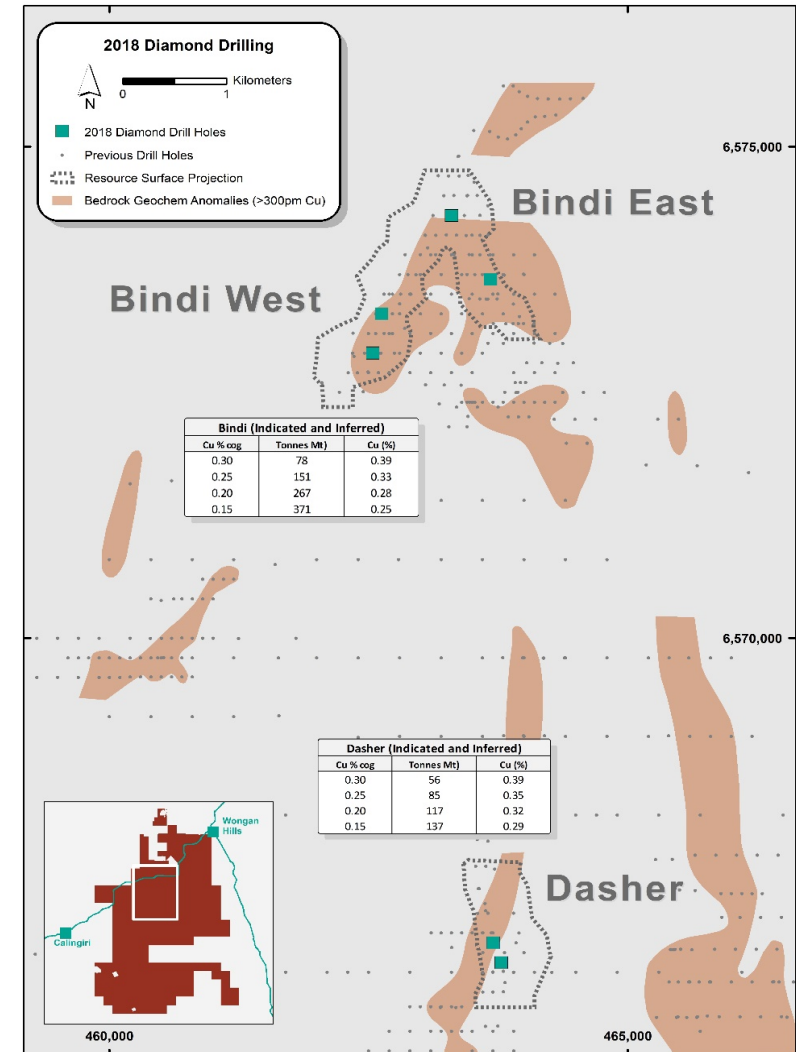 2018 Diamond Drilling
Kilometers
0 1
N
2018 Diamond Drill Holes
Previous Drill Holes
Resource Surface Projection
Bedrock Geochem Anomalies (>300pm Cu)
6,575,000
Bindi East
Bindi West
Bindi (Indicated and Inferred)
Cu % cog Tonnes Mt) Cu (%)
0.30 78 0.39
0.25 151 0.33
0.20 267 0.28
0.15 371 0.25
6,570,000
Dasher (Indicated and Inferred)
Cu % cog Tonnes Mt) Cu (%)
0.30 56 0.39
0.25 85 0.35
0.20 117 0.32
0.15 137 0.29
Wongan
Hills
Calingiri
Dasher
460,000 465,000